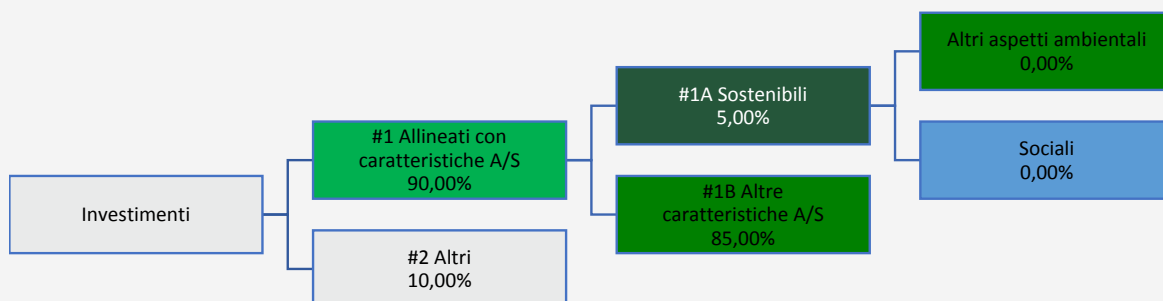 Investimenti
#1 Allineati con
caratteristiche A/S
90,00%
#2 Altri
10,00%
#1A Sostenibili
5,00%
#1B Altre
caratteristiche A/S
85,00%
Altri aspetti ambientali
0,00%
Sociali
0,00%